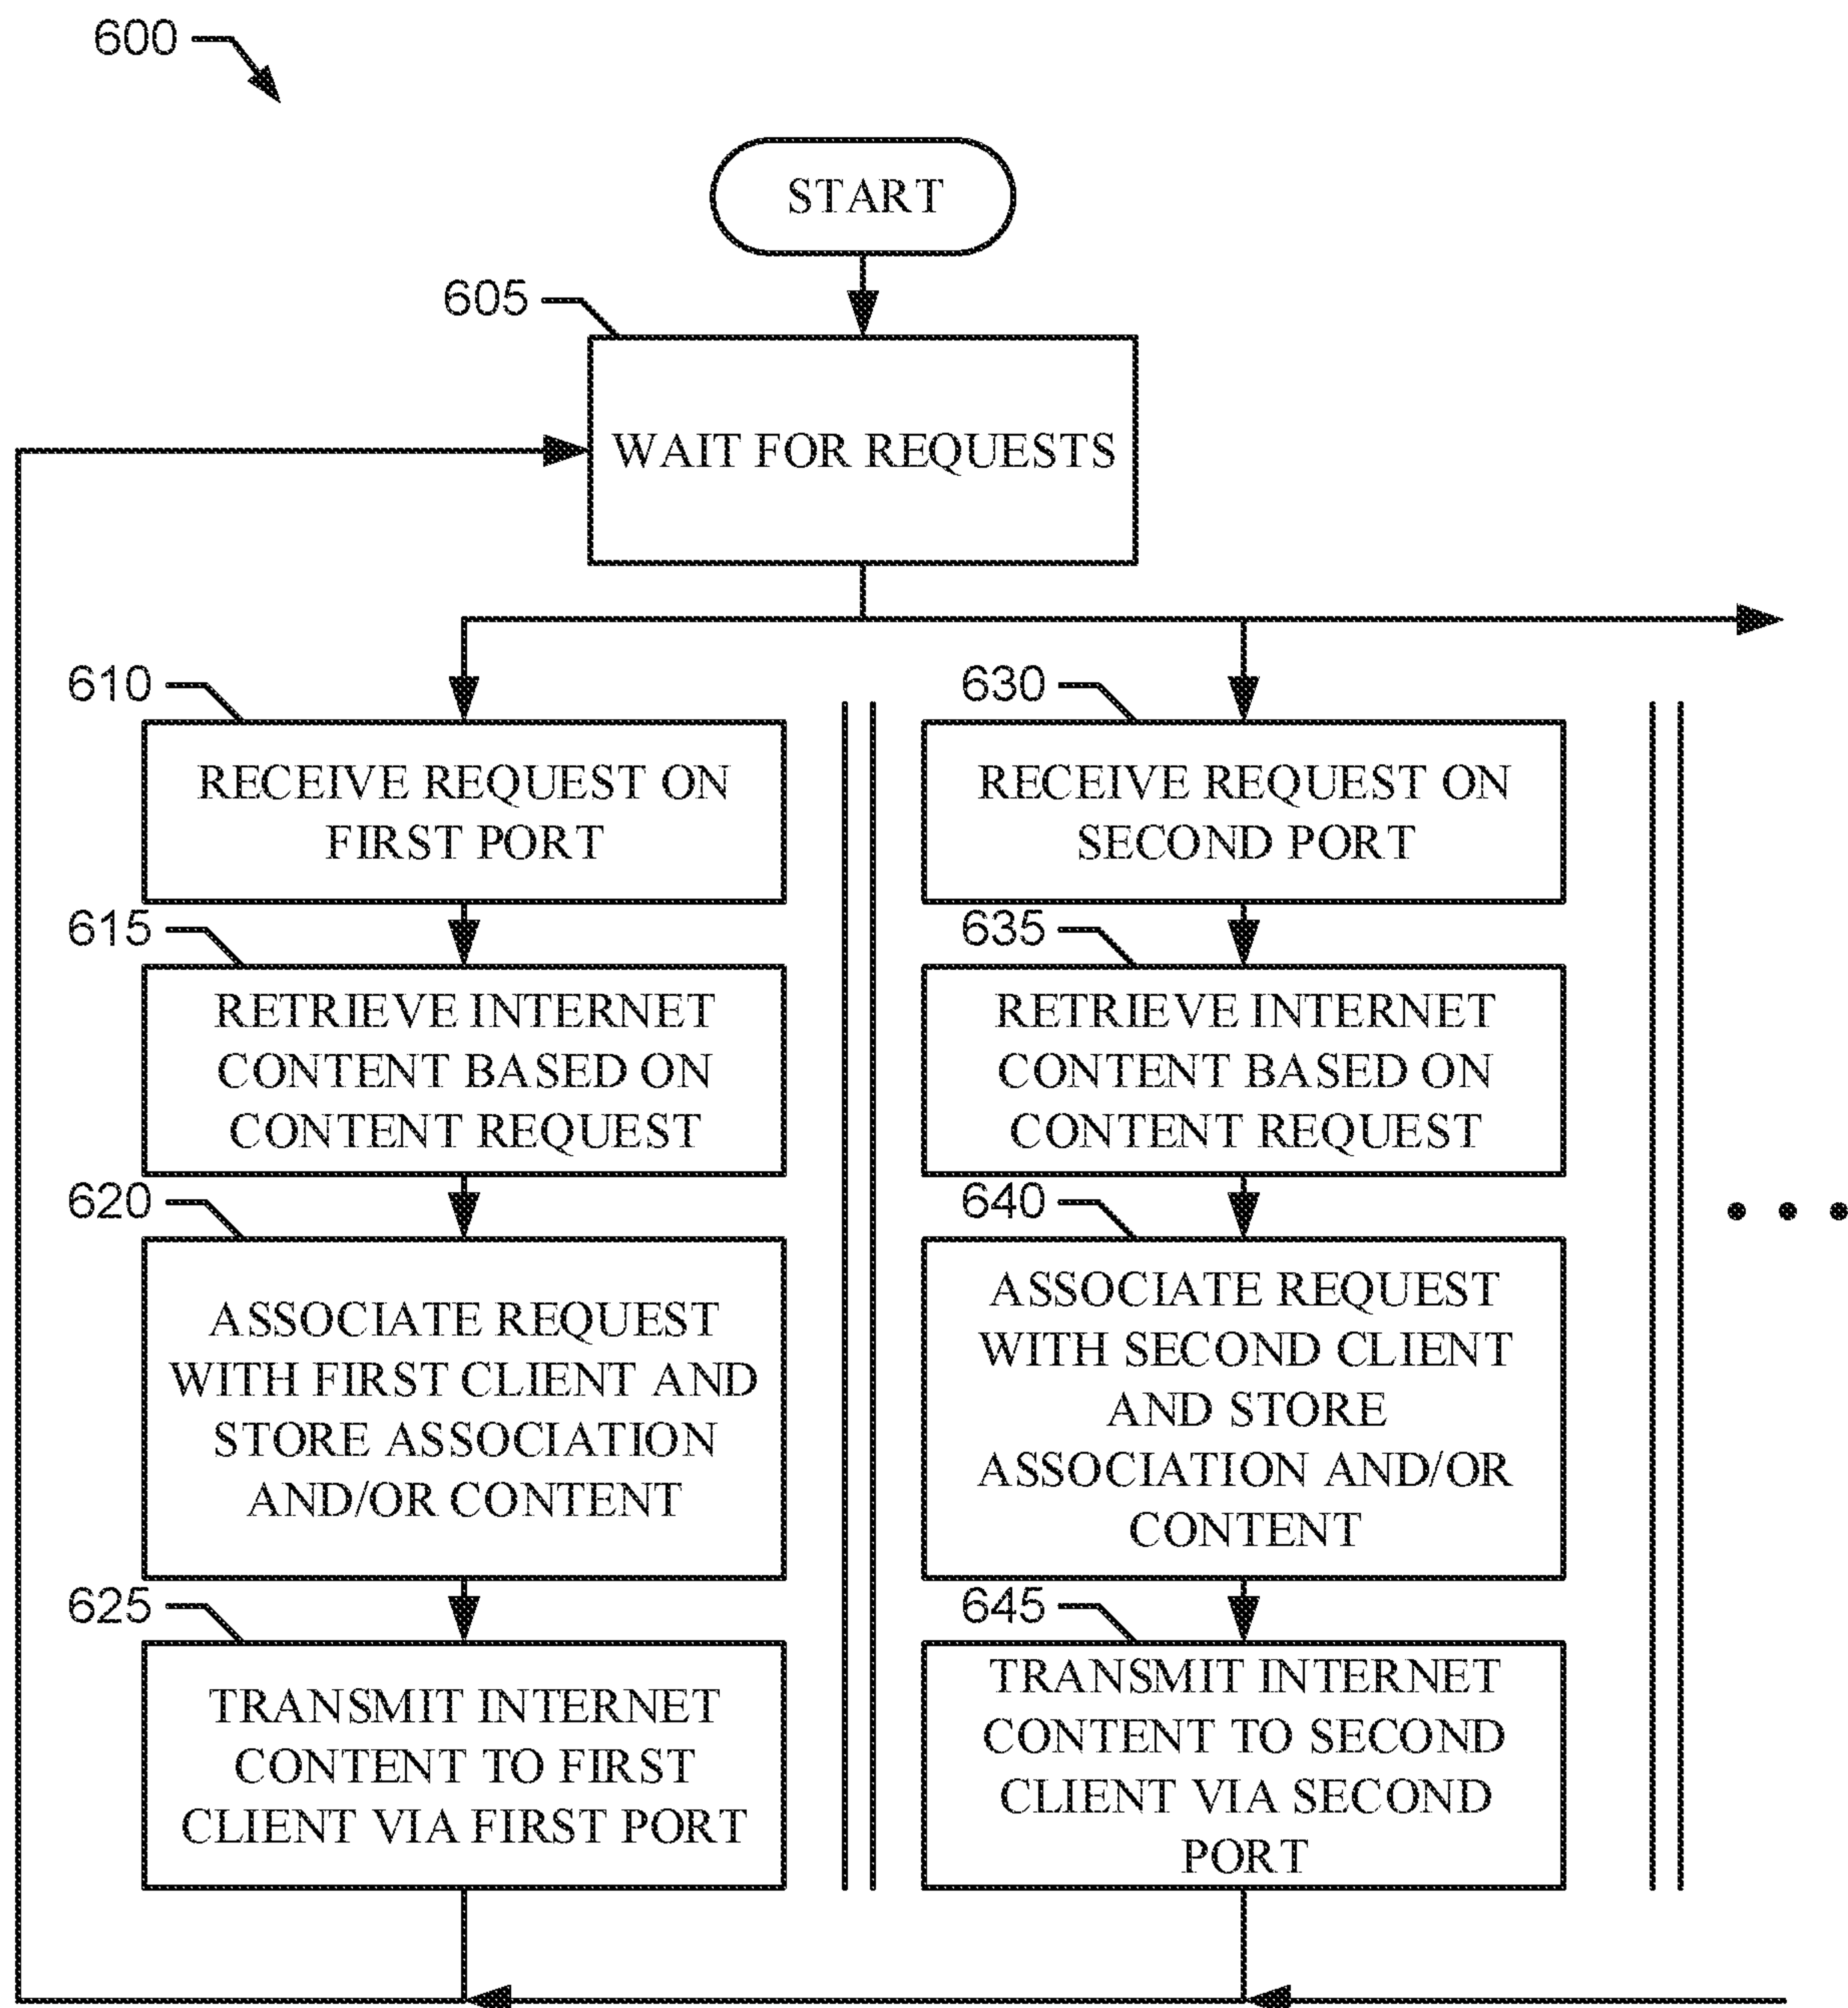 600
START
605
WAIT FOR REQUESTS
610
RECEIVE REQUEST ON
FIRST PORT
615
RETRIEVE INTERNET
CONTENT BASED ON
CONTENT REQUEST
620
ASSOCIATE REQUEST
WITH FIRST CLIENT AND
STORE ASSOCIATION
AND/OR CONTENT
625
TRANSMIT INTERNET
CONTENT TO FIRST
CLIENT VIA FIRST PORT
630
RECEIVE REQUEST ON
SECOND PORT
635
RETRIEVE INTERNET
CONTENT BASED ON
CONTENT REQUEST
640
ASSOCIATE REQUEST
WITH SECOND CLIENT
AND STORE
ASSOCIATION AND/OR
CONTENT
645
TRANSMIT INTERNET
CONTENT TO SECOND
CLIENT VIA SECOND
PORT